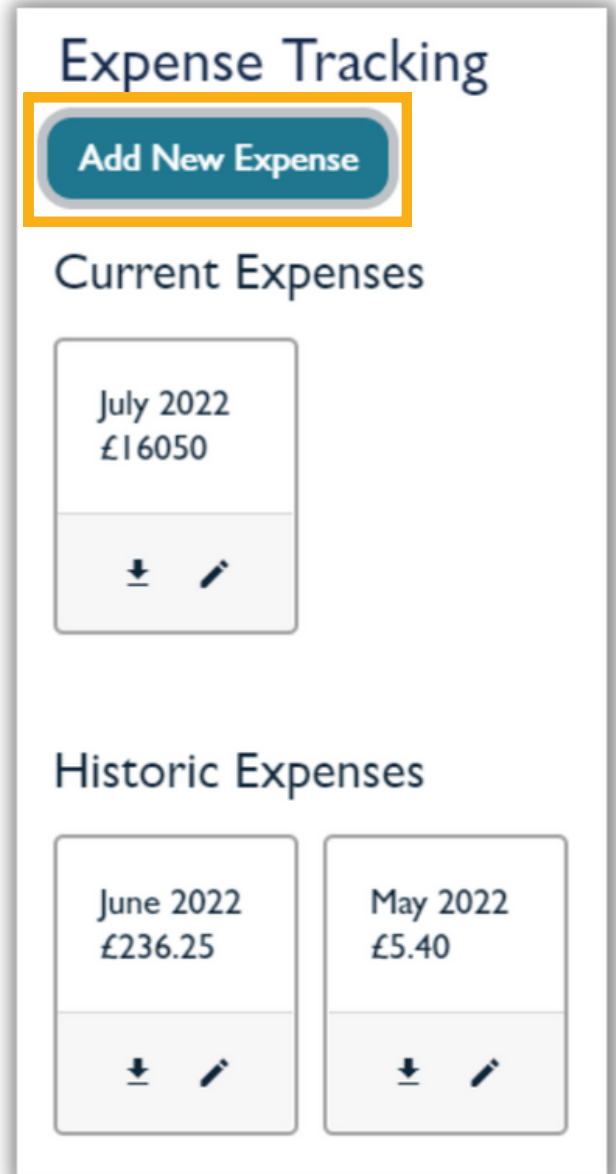 Expense Tracking
Add New Expense
Current Expenses
July 2022
£16050
Historic Expenses
June 2022
£236.25
May 2022
£5.40